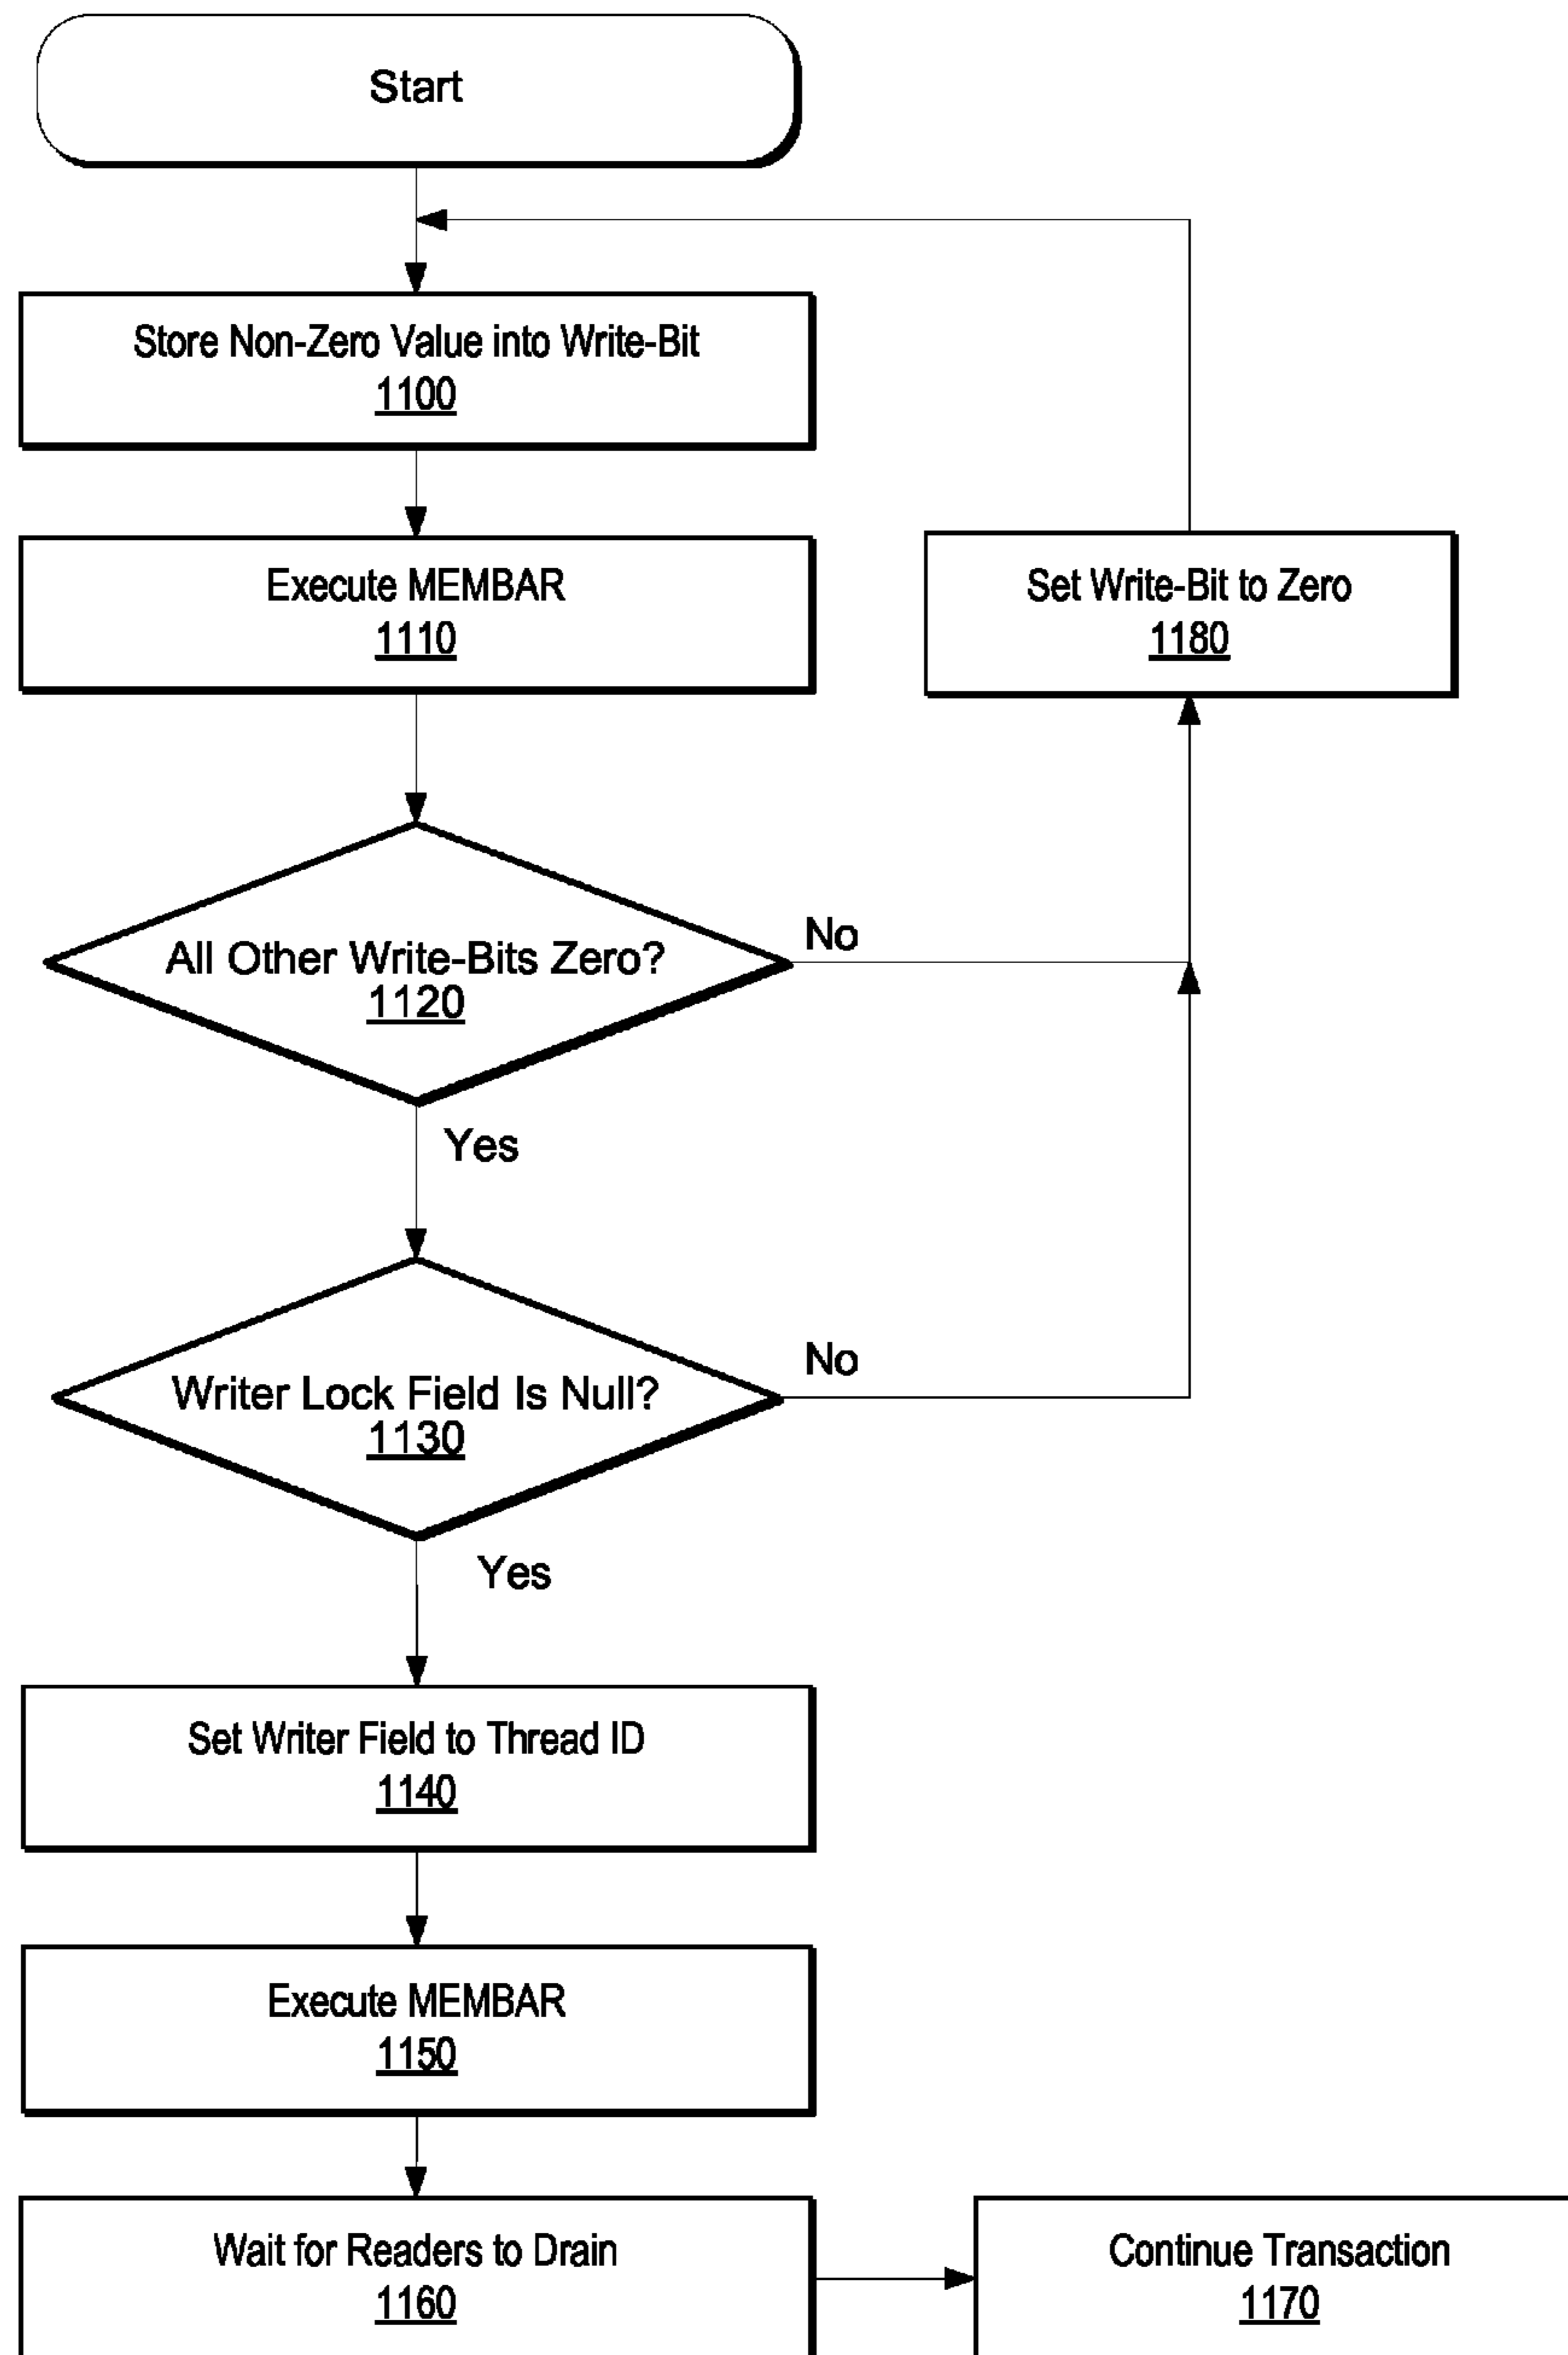 Start
Store Non-Zero Value into Write-Bit
1100
Execute MEMBAR
1110
Set Write-Bit to Zero
1180
All Other Write-Bits Zero?
1120
No
Yes
Writer Lock Field Is Null?
1130
No
Yes
Set Writer Field to Thread ID
1140
Execute MEMBAR
1150
Wait for Readers to Drain
1160
Continue Transaction
1170